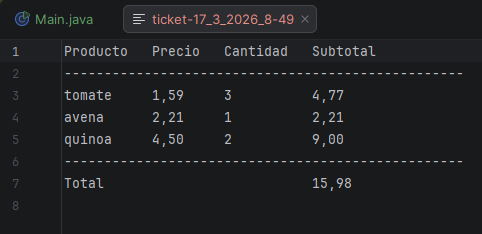 Main.java
ticket-17_3_2026_8-49
1 Producto Precio Cantidad Subtotal
2 --------------------------------------------------
3 tomate 1,59 3 4,77
4 avena 2,21 1 2,21
5 quinoa 4,50 2 9,00
6 --------------------------------------------------
7 Total 15,98
8